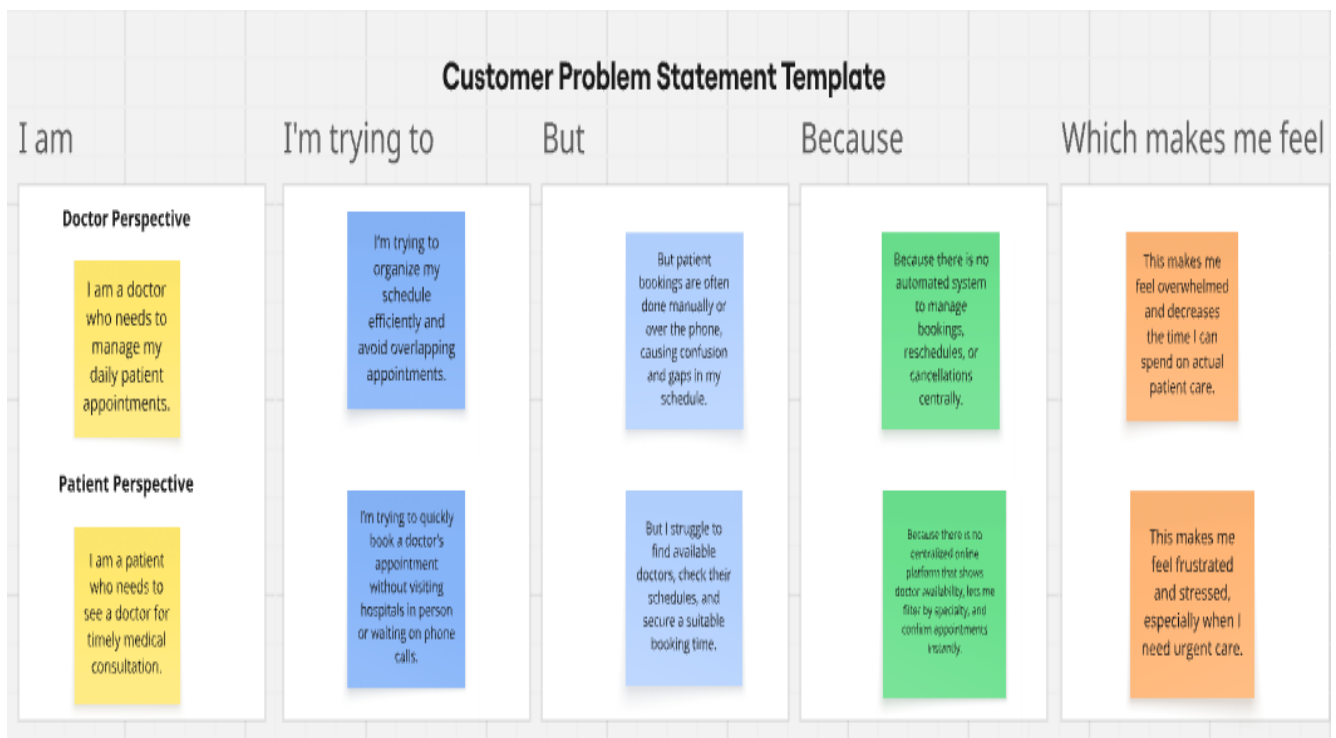 Customer Problem Statement Template
I am
I'm trying to
But
Because
Which makes me feel
Doctor Perspective
I am a doctor
who needs to
manage my
daily patient
appointments.
I'm trying to
organize my
schedule
efficiently and
avoid overlapping
appointments.
But patient
bookings are often
done manually or
over the phone,
causing confusion
and gaps in my
schedule.
Because there is no
automated system
to manage
bookings,
reschedules, or
cancellations
centrally.
This makes me
feel overwhelmed
and decreases
the time I can
spend on actual
patient care.
Patient Perspective
I am a patient
who needs to
see a doctor for
timely medical
consultation.
I'm trying to quickly
book a doctor's
appointment
without visiting
hospitals in person
or waiting on phone
calls.
But I struggle to
find available
doctors, check their
schedules, and
secure a suitable
booking time.
Because there is no
centralized online
platform that shows
doctor availability, lets me
filter by specialty, and
confirm appointments
instantly.
This makes me
feel frustrated
and stressed,
especially when I
need urgent care.